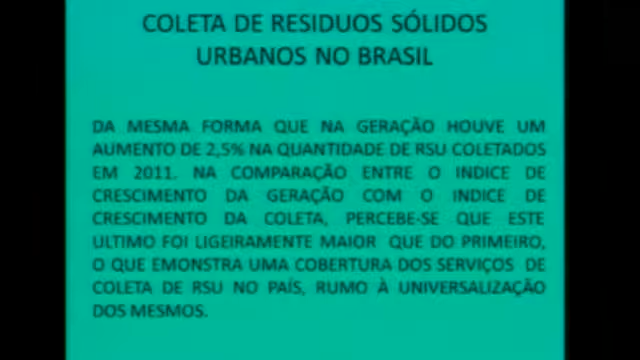 COLETA DE RESIDUOS SÓLIDOS
URBANOS NO BRASIL
DA MESMA FORMA QUE NA GERAÇÃO HOUVE UM
AUMENTO DE 2,5% NA QUANTIDADE DE RSU COLETADOS
EM 2011. NA COMPARAÇÃO ENTRE O INDICE DE
CRESCIMENTO DA GERAÇÃO COM O INDICE DE
CRESCIMENTO DA COLETA, PERCEBE-SE QUE ESTE
ULTIMO FOI LIGEIRAMENTE MAIOR QUE DO PRIMEIRO,
O QUE EMONSTRA UMA COBERTURA DOS SERVIÇOS DE
COLETA DE RSU NO PAÍS, RUMO À UNIVERSALIZAÇÃO
DOS MESMOS.